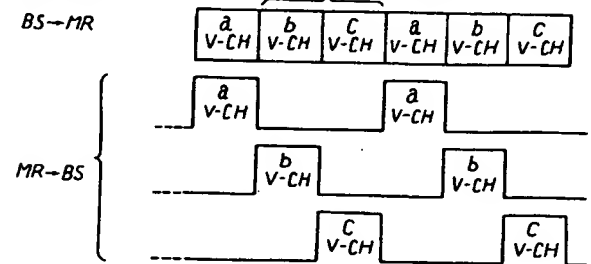 BS→MR
a b c a b c
V-CH V-CH V-CH V-CH V-CH V-CH
a a
V-CH V-CH
MR→BS
b b
V-CH V-CH
c c
V-CH V-CH